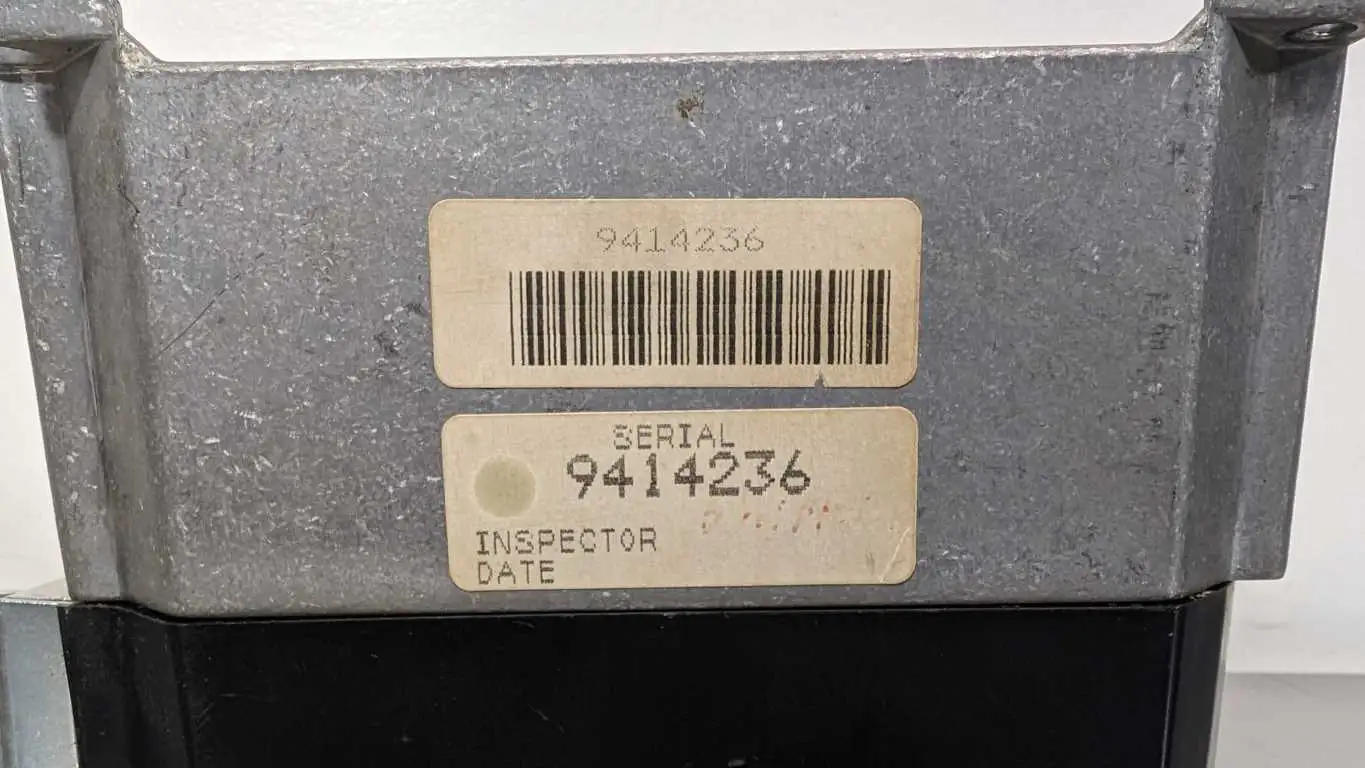 9414236
SERIAL
9414236
INSPECTOR
DATE